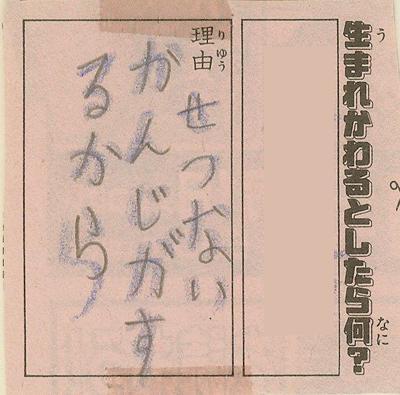 生まれかわるとしたら何?
う
なに
理由
りゆう
せつない
かんじがす
るから